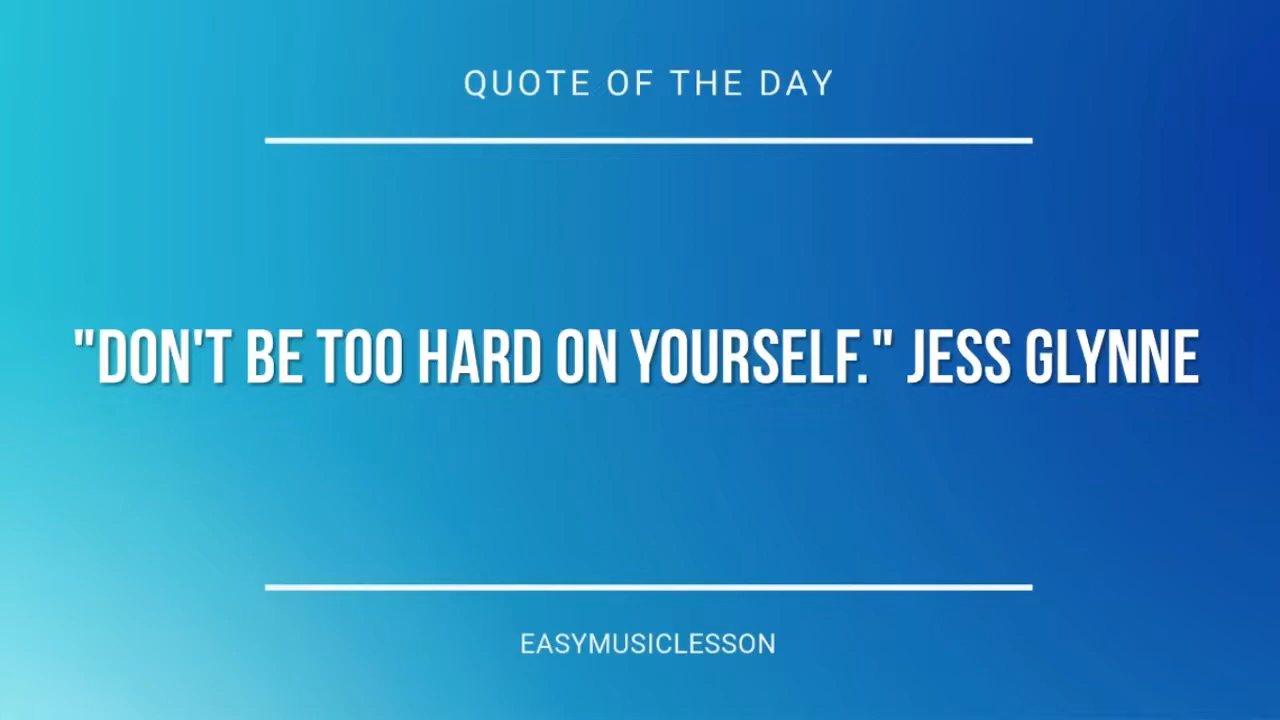 QUOTE OF THE DAY
"DON'T BE TOO HARD ON YOURSELF." JESS GLYNNE
EASYMUSICLESSON